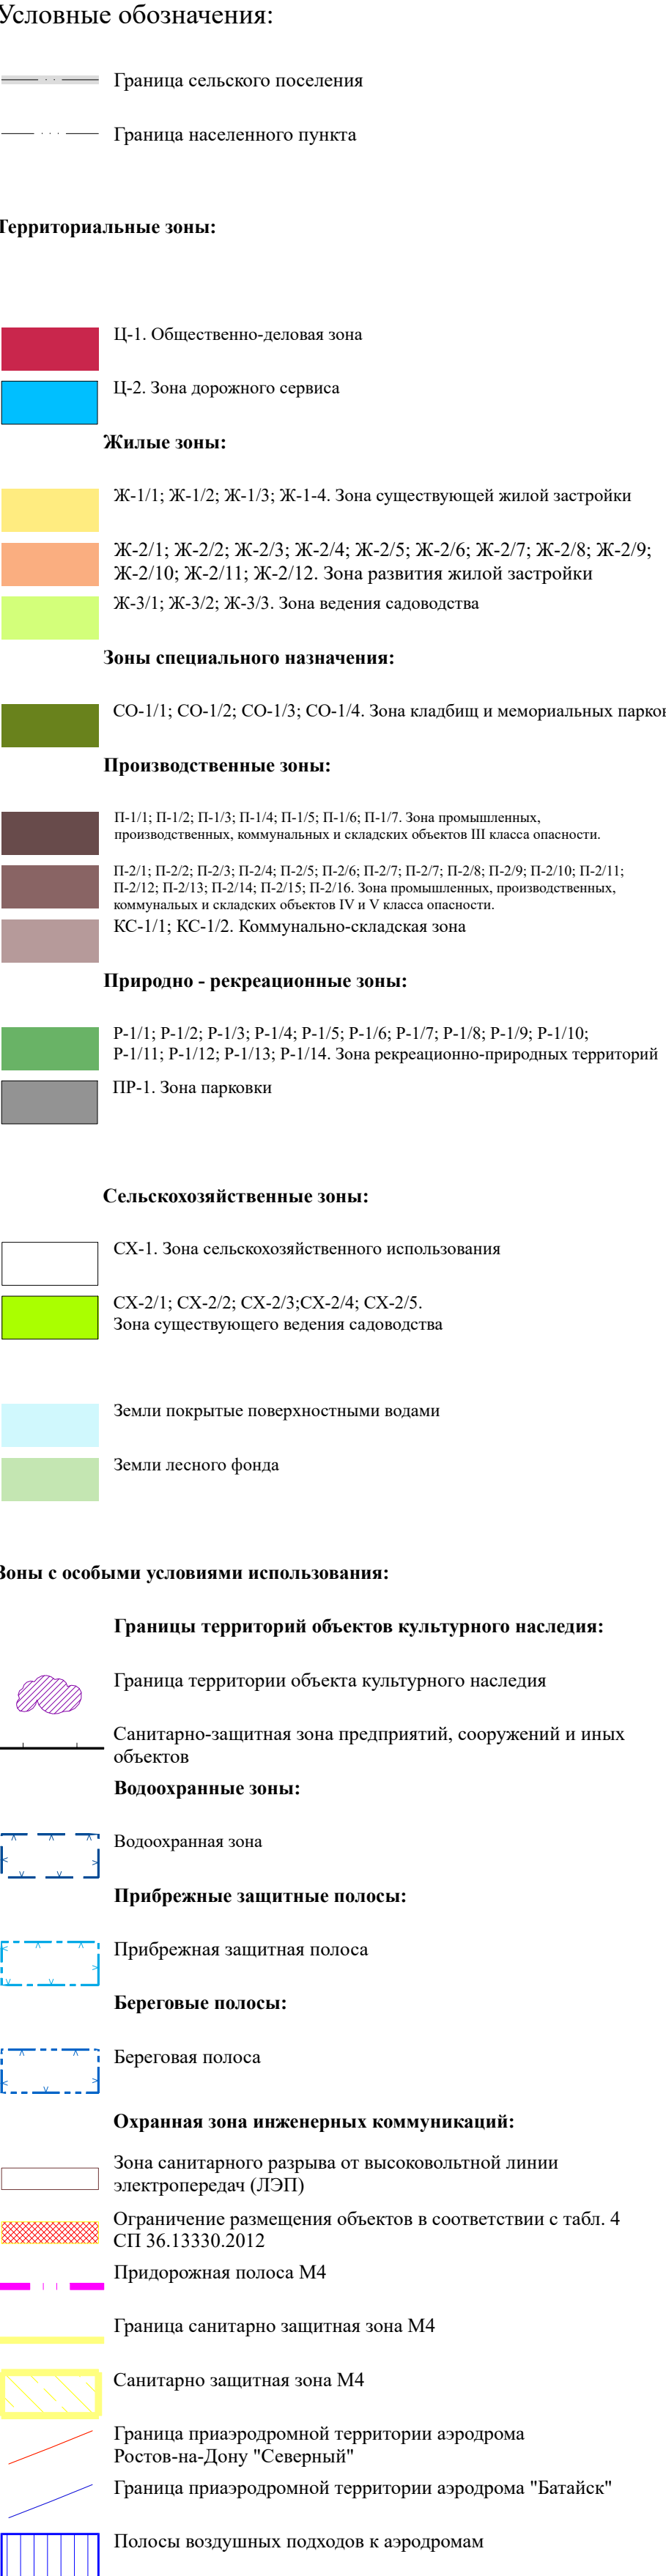 Условные обозначения:
Граница сельского поселения
Граница населенного пункта
Территориальные зоны:
Ц-1. Общественно-деловая зона
Ц-2. Зона дорожного сервиса
Жилые зоны:
Ж-1/1; Ж-1/2; Ж-1/3; Ж-1-4. Зона существующей жилой застройки
Ж-2/1; Ж-2/2; Ж-2/3; Ж-2/4; Ж-2/5; Ж-2/6; Ж-2/7; Ж-2/8; Ж-2/9;
Ж-2/10; Ж-2/11; Ж-2/12. Зона развития жилой застройки
Ж-3/1; Ж-3/2; Ж-3/3. Зона ведения садоводства
Зоны специального назначения:
СО-1/1; СО-1/2; СО-1/3; СО-1/4. Зона кладбищ и мемориальных парков
Производственные зоны:
П-1/1; П-1/2; П-1/3; П-1/4; П-1/5; П-1/6; П-1/7. Зона промышленных,
производственных, коммунальных и складских объектов III класса опасности.
П-2/1; П-2/2; П-2/3; П-2/4; П-2/5; П-2/6; П-2/7; П-2/7; П-2/8; П-2/9; П-2/10; П-2/11;
П-2/12; П-2/13; П-2/14; П-2/15; П-2/16. Зона промышленных, производственных,
коммуналых и складских объектов IV и V класса опасности.
КС-1/1; КС-1/2. Коммунально-складская зона
Природно - рекреационные зоны:
Р-1/1; Р-1/2; Р-1/3; Р-1/4; Р-1/5; Р-1/6; Р-1/7; Р-1/8; Р-1/9; Р-1/10;
Р-1/11; Р-1/12; Р-1/13; Р-1/14. Зона рекреационно-природных территорий
ПР-1. Зона парковки
Сельскохозяйственные зоны:
СХ-1. Зона сельскохозяйственного использования
СХ-2/1; СХ-2/2; СХ-2/3;СХ-2/4; СХ-2/5.
Зона существующего ведения садоводства
Земли покрытые поверхностными водами
Земли лесного фонда
Зоны с особыми условиями использования:
Границы территорий объектов культурного наследия:
Граница территории объекта культурного наследия
Санитарно-защитная зона предприятий, сооружений и иных
объектов
Водоохранные зоны:
Водоохранная зона
Прибрежные защитные полосы:
Прибрежная защитная полоса
Береговые полосы:
Береговая полоса
Охранная зона инженерных коммуникаций:
Зона санитарного разрыва от высоковольтной линии
электропередач (ЛЭП)
Ограничение размещения объектов в соответствии с табл. 4
СП 36.13330.2012
Придорожная полоса М4
Граница санитарно защитная зона М4
Санитарно защитная зона М4
Граница приаэродромной территории аэродрома
Ростов-на-Дону "Северный"
Граница приаэродромной территории аэродрома "Батайск"
Полосы воздушных подходов к аэродромам